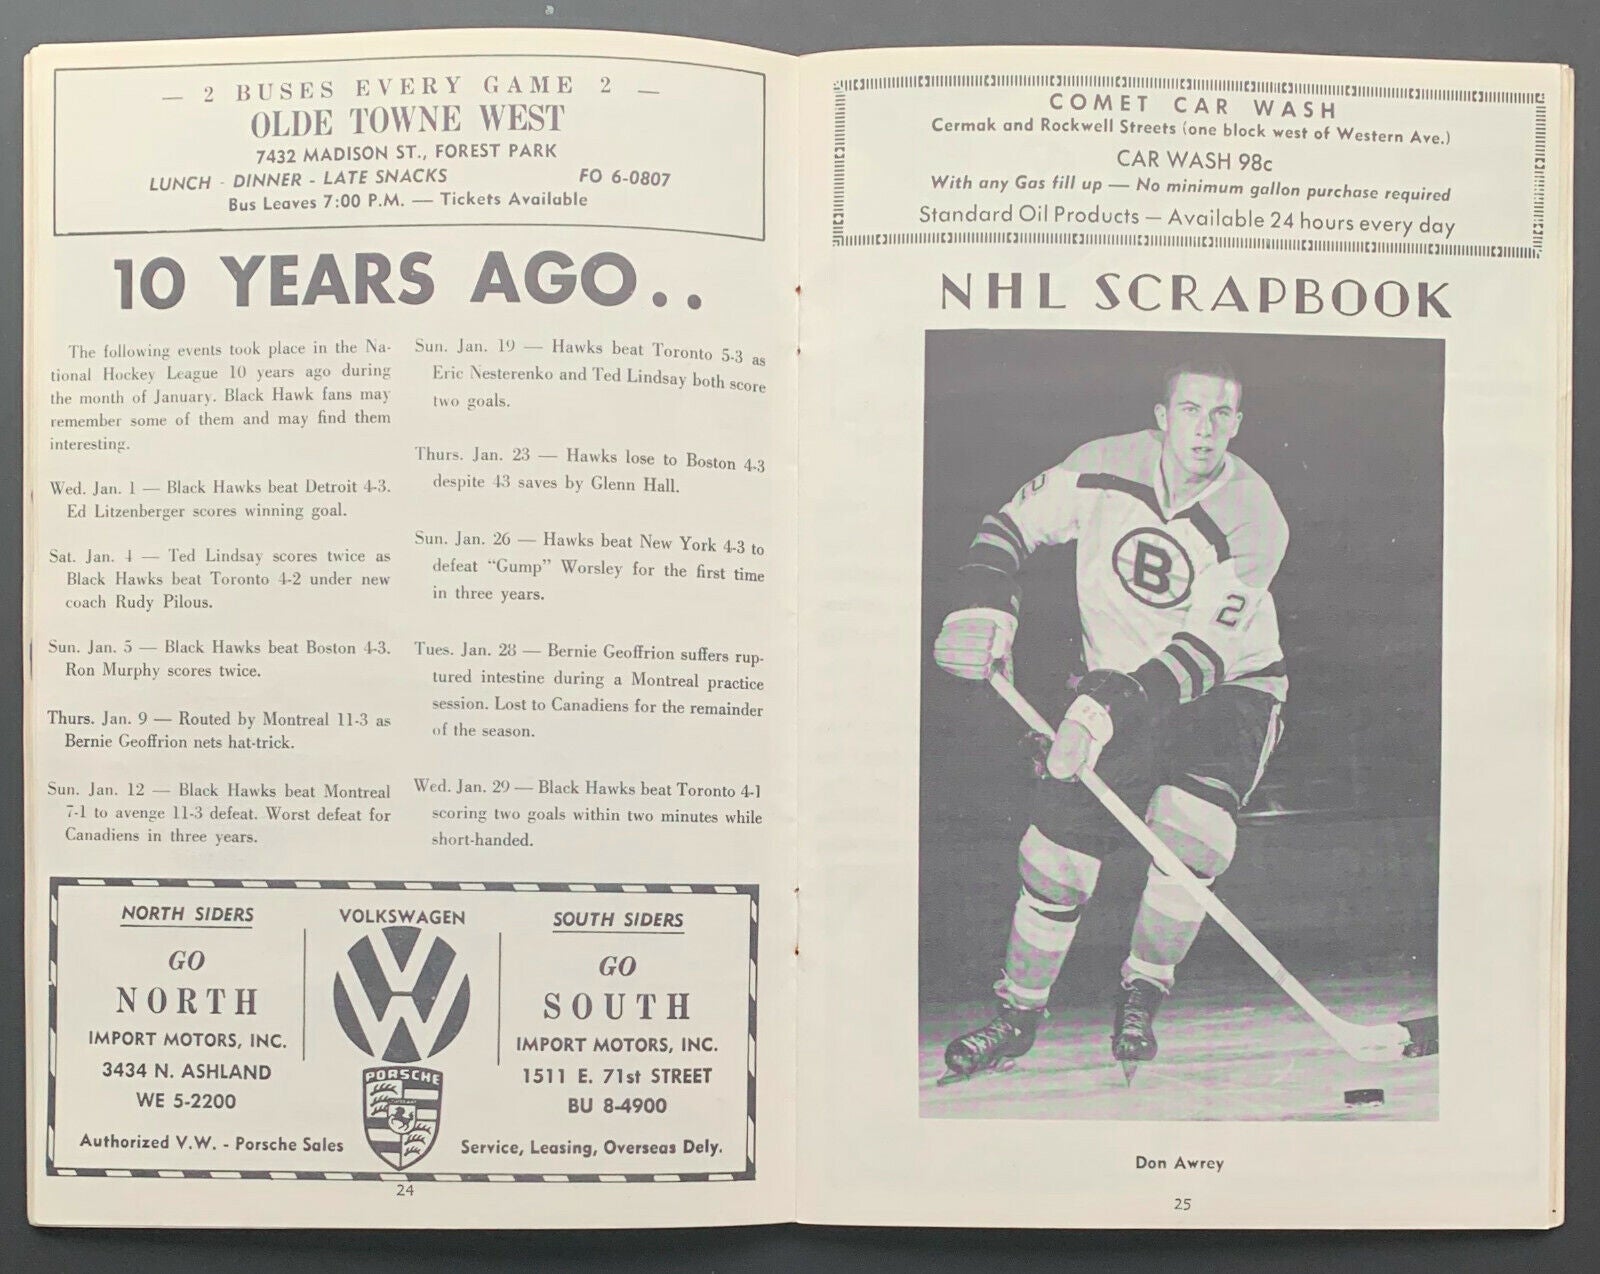 — 2 BUSES EVERY GAME 2 —
OLDE TOWNE WEST
7432 MADISON ST., FOREST PARK
LUNCH - DINNER - LATE SNACKS FO 6-0807
Bus Leaves 7:00 P.M. — Tickets Available
10 YEARS AGO..
The following events took place in the Na-
tional Hockey League 10 years ago during
the month of January. Black Hawk fans may
remember some of them and may find them
interesting.
Wed. Jan. 1 — Black Hawks beat Detroit 4-3.
Ed Litzenberger scores winning goal.
Sat. Jan. 4 — Ted Lindsay scores twice as
Black Hawks beat Toronto 4-2 under new
coach Rudy Pilous.
Sun. Jan. 5 — Black Hawks beat Boston 4-3.
Ron Murphy scores twice.
Thurs. Jan. 9 — Routed by Montreal 11-3 as
Bernie Geoffrion nets hat-trick.
Sun. Jan. 12 — Black Hawks beat Montreal
7-1 to avenge 11-3 defeat. Worst defeat for
Canadiens in three years.
Sun. Jan. 19 — Hawks beat Toronto 5-3 as
Eric Nesterenko and Ted Lindsay both score
two goals.
Thurs. Jan. 23 — Hawks lose to Boston 4-3
despite 43 saves by Glenn Hall.
Sun. Jan. 26 — Hawks beat New York 4-3 to
defeat "Gump" Worsley for the first time
in three years.
Tues. Jan. 28 — Bernie Geoffrion suffers rup-
tured intestine during a Montreal practice
session. Lost to Canadiens for the remainder
of the season.
Wed. Jan. 29 — Black Hawks beat Toronto 4-1
scoring two goals within two minutes while
short-handed.
NORTH SIDERS
GO
NORTH
IMPORT MOTORS, INC.
3434 N. ASHLAND
WE 5-2200
Authorized V.W. - Porsche Sales
VOLKSWAGEN
VW
PORSCHE
SOUTH SIDERS
GO
SOUTH
IMPORT MOTORS, INC.
1511 E. 71st STREET
BU 8-4900
Service, Leasing, Overseas Dely.
24
COMET CAR WASH
Cermak and Rockwell Streets (one block west of Western Ave.)
CAR WASH 98c
With any Gas fill up — No minimum gallon purchase required
Standard Oil Products — Available 24 hours every day
NHL SCRAPBOOK
2
B
2
Don Awrey
25